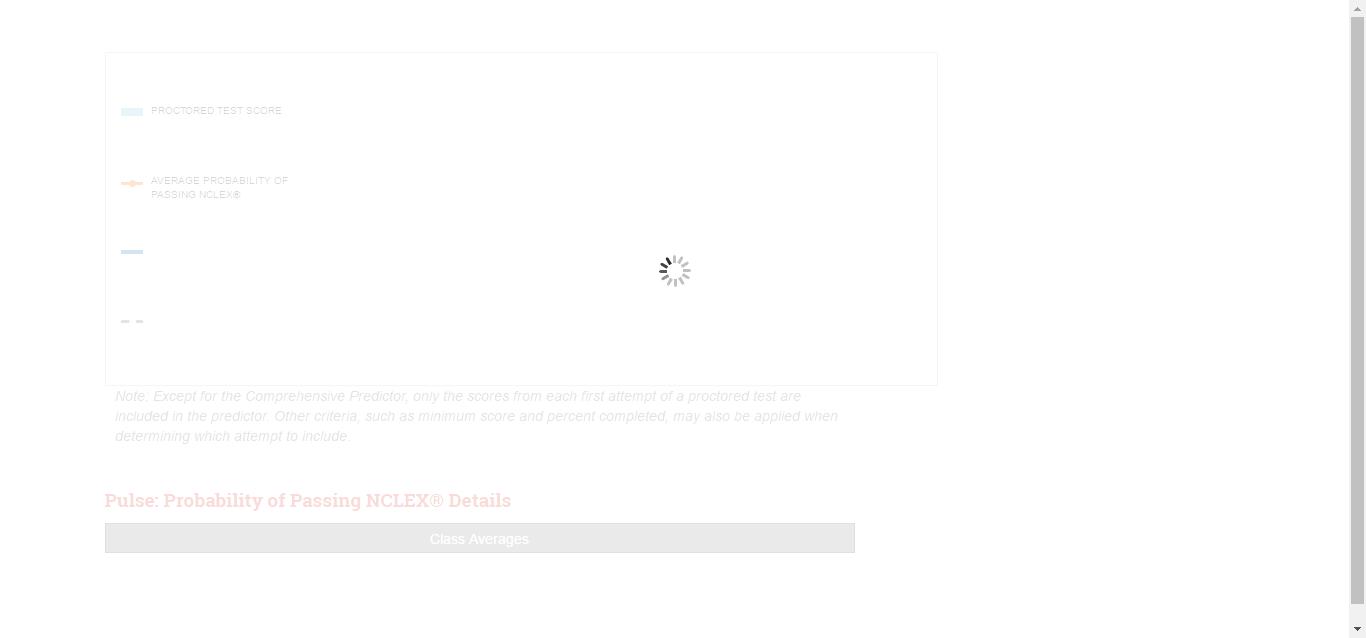 PROCTORED TEST SCORE
AVERAGE PROBABILITY OF
PASSING NCLEX®
Note: Except for the Comprehensive Predictor, only the scores from each first attempt of a proctored test are
included in the predictor. Other criteria, such as minimum score and percent completed, may also be applied when
determining which attempt to include.
Pulse: Probability of Passing NCLEX® Details
Class Averages